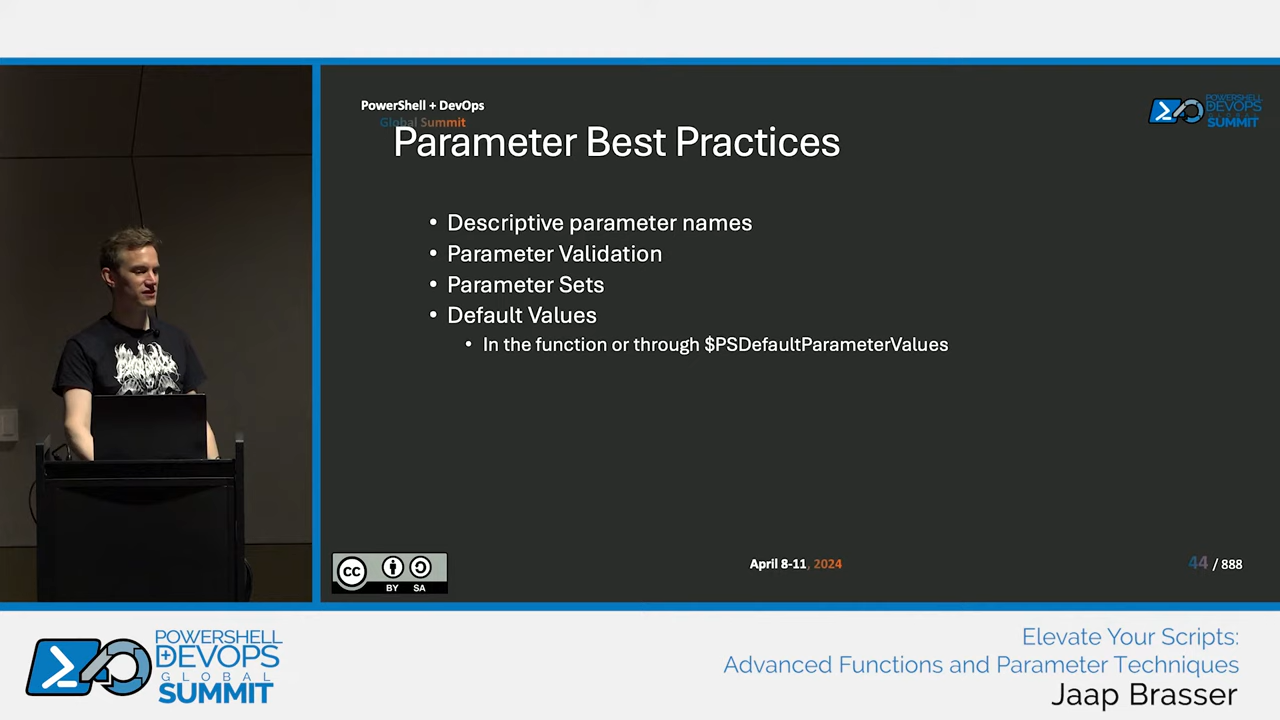 PowerShell + DevOps
Global Summit
Parameter Best Practices
POWERSHELL
DEVOPS
GLOBAL
SUMMIT
• Descriptive parameter names
• Parameter Validation
• Parameter Sets
• Default Values
• In the function or through $PSDefaultParameterValues
CC
BY SA
April 8-11, 2024
44 / 888
POWERSHELL
+DEVOPS
GLOBAL
SUMMIT
Elevate Your Scripts:
Advanced Functions and Parameter Techniques
Jaap Brasser